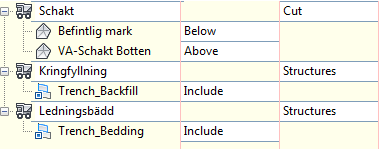 Schakt Cut
Befintlig mark Below
VA-Schakt Botten Above
Kringfyllning Structures
Trench_Backfill Include
Ledningsbädd Structures
Trench_Bedding Include